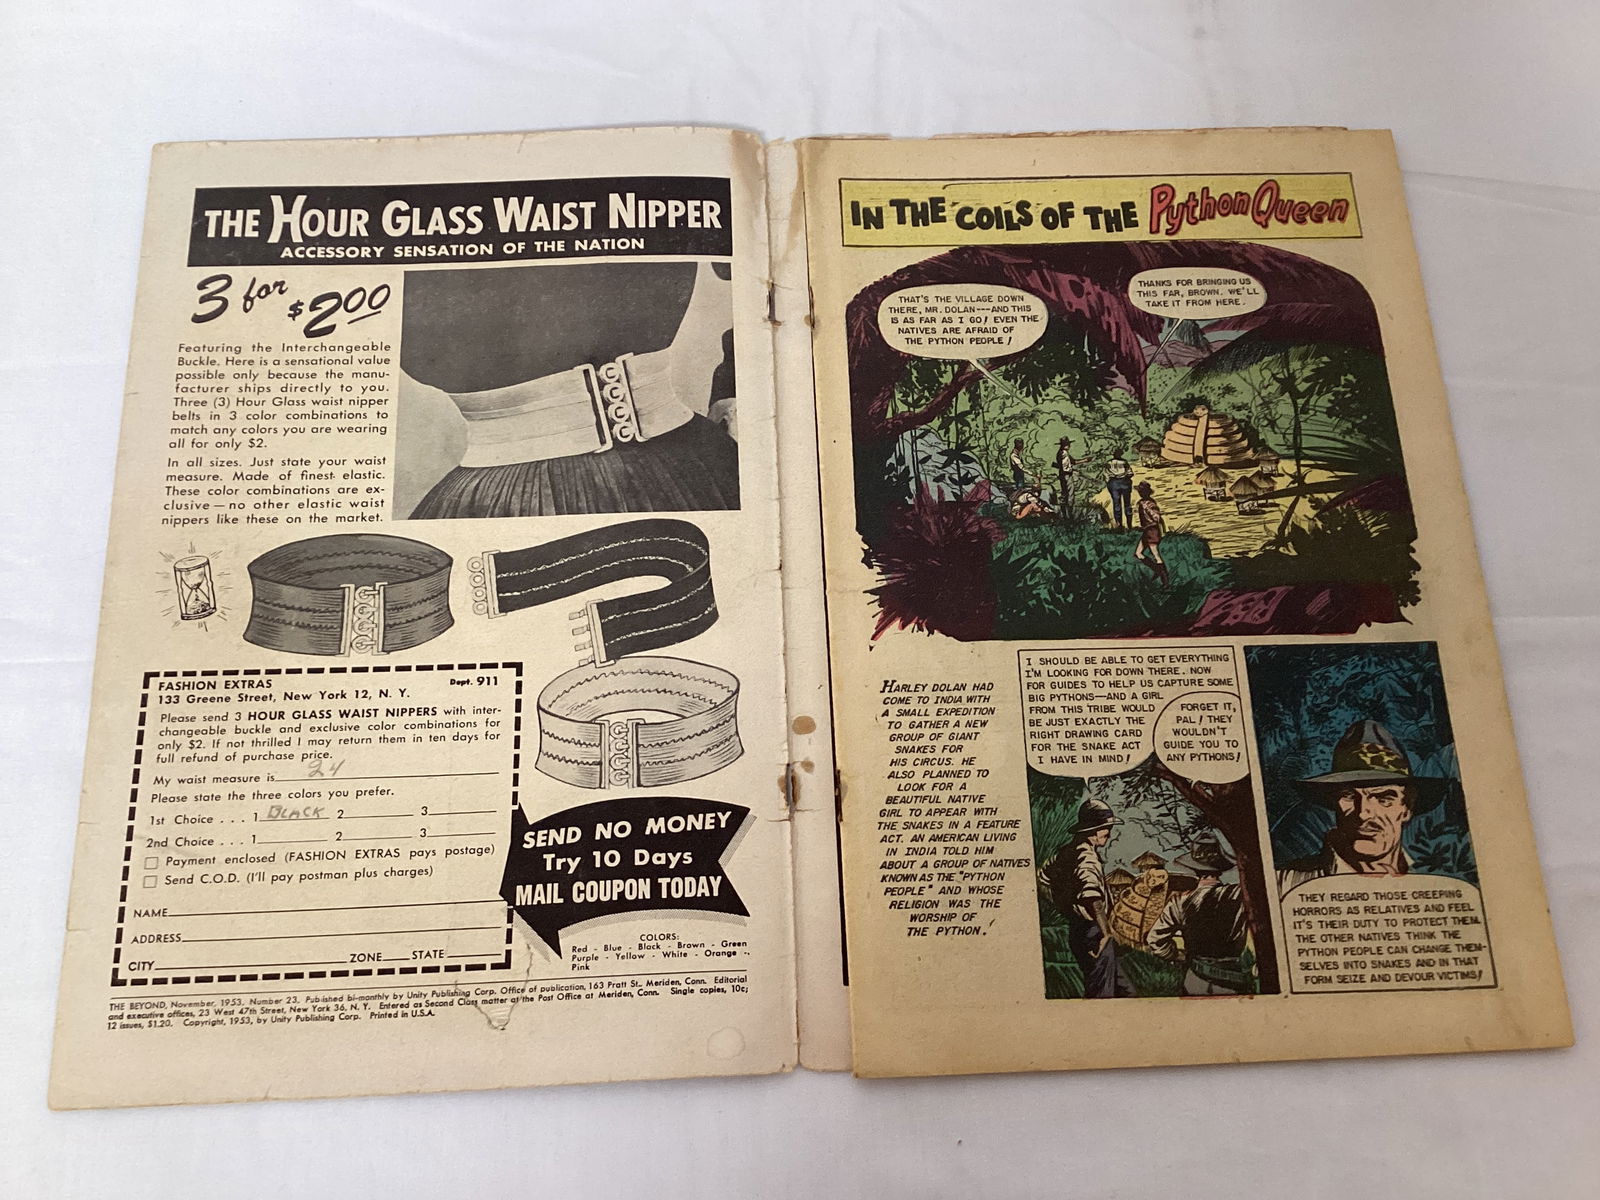 THE HOUR GLASS WAIST NIPPER
ACCESSORY SENSATION OF THE NATION
3 for $2.00
Featuring the Interchangeable
Buckle. Here is a sensational value
possible only because the manu-
facturer ships directly to you.
Three (3) Hour Glass waist nipper
belts in 3 color combinations to
match any colors you are wearing
all for only $2.
In all sizes. Just state your waist
measure. Made of finest elastic.
These color combinations are ex-
clusive — no other elastic waist
nippers like these on the market.
FASHION EXTRAS Dept. 911
133 Greene Street, New York 12, N. Y.
Please send 3 HOUR GLASS WAIST NIPPERS with inter-
changeable buckle and exclusive color combinations for
only $2. If not thrilled I may return them in ten days for
full refund of purchase price.
My waist measure is 24
Please state the three colors you prefer.
1st Choice . . . 1 BLACK 2 3
2nd Choice . . . 1 2 3
Payment enclosed (FASHION EXTRAS pays postage)
Send C.O.D. (I'll pay postman plus charges)
NAME
ADDRESS
CITY ZONE STATE
SEND NO MONEY
Try 10 Days
MAIL COUPON TODAY
COLORS:
Red - Blue - Black - Brown - Green
Purple - Yellow - White - Orange -
Pink
THE BEYOND, November, 1953, Number 23. Published bi-monthly by Unity Publishing Corp. Office of publication, 163 Pratt St., Meriden, Conn. Editorial
and executive offices, 23 West 47th Street, New York 36, N. Y. Entered as Second Class matter at the Post Office at Meriden, Conn. Single copies, 10c;
12 issues, $1.20. Copyright, 1953, by Unity Publishing Corp. Printed in U.S.A.
IN THE COILS OF THE Python Queen
THAT'S THE VILLAGE DOWN
THERE, MR. DOLAN---AND THIS
IS AS FAR AS I GO! EVEN THE
NATIVES ARE AFRAID OF
THE PYTHON PEOPLE!
THANKS FOR BRINGING US
THIS FAR, BROWN. WE'LL
TAKE IT FROM HERE.
HARLEY DOLAN HAD
COME TO INDIA WITH
A SMALL EXPEDITION
TO GATHER A NEW
GROUP OF GIANT
SNAKES FOR
HIS CIRCUS. HE
ALSO PLANNED TO
LOOK FOR A
BEAUTIFUL NATIVE
GIRL TO APPEAR WITH
THE SNAKES IN A FEATURE
ACT. AN AMERICAN LIVING
IN INDIA TOLD HIM
ABOUT A GROUP OF NATIVES
KNOWN AS THE "PYTHON
PEOPLE" AND WHOSE
RELIGION WAS THE
WORSHIP OF
THE PYTHON.
I SHOULD BE ABLE TO GET EVERYTHING
I'M LOOKING FOR DOWN THERE. NOW
FOR GUIDES TO HELP US CAPTURE SOME
BIG PYTHONS—AND A GIRL
FROM THIS TRIBE WOULD
BE JUST EXACTLY THE
RIGHT DRAWING CARD
FOR THE SNAKE ACT
I HAVE IN MIND!
FORGET IT,
PAL! THEY
WOULDN'T
GUIDE YOU TO
ANY PYTHONS!
THEY REGARD THOSE CREEPING
HORRORS AS RELATIVES AND FEEL
IT'S THEIR DUTY TO PROTECT THEM.
THE OTHER NATIVES THINK THE
PYTHON PEOPLE CAN CHANGE THEM-
SELVES INTO SNAKES AND IN THAT
FORM SEIZE AND DEVOUR VICTIMS!